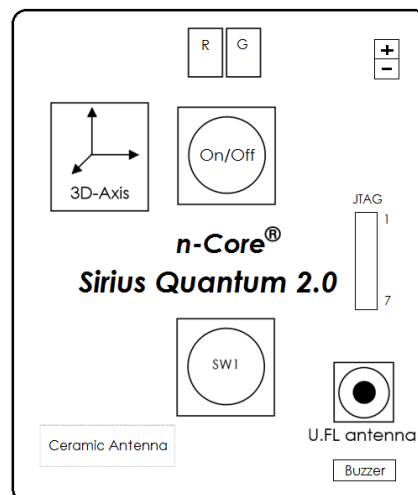 R G
+
−
On/Off
3D-Axis
JTAG
1
n-Core®
Sirius Quantum 2.0
7
SW1
U.FL antenna
Ceramic Antenna
Buzzer